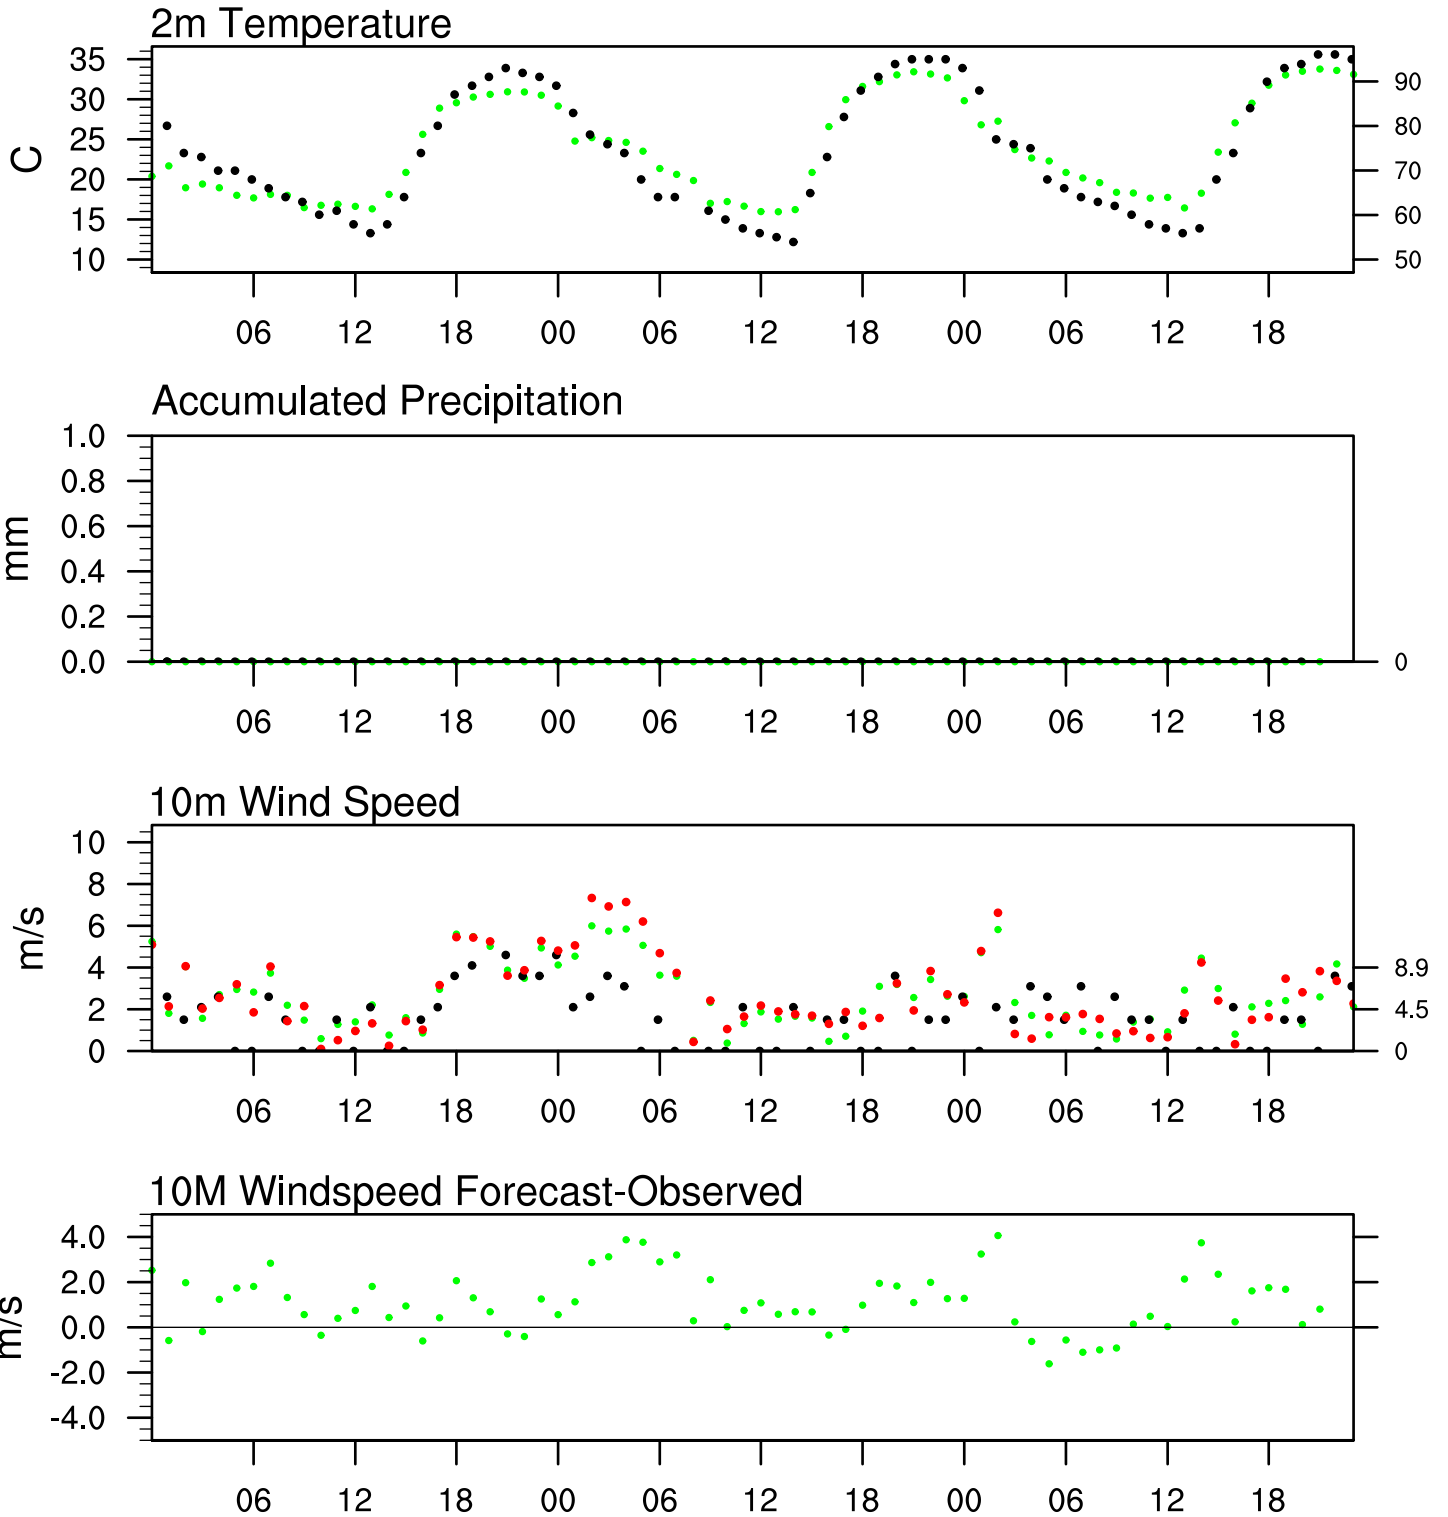 2m Temperature
35
30
25
20
15
10
C
90
80
70
60
50
06 12 18 00 06 12 18 00 06 12 18
Accumulated Precipitation
1.0
0.8
0.6
0.4
0.2
0.0
mm
0
06 12 18 00 06 12 18 00 06 12 18
10m Wind Speed
10
8
6
4
2
0
m/s
8.9
4.5
0
06 12 18 00 06 12 18 00 06 12 18
10M Windspeed Forecast-Observed
4.0
2.0
0.0
-2.0
-4.0
m/s
06 12 18 00 06 12 18 00 06 12 18